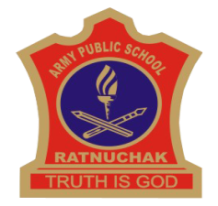 ARMY PUBLIC SCHOOL
RATNUCHAK
TRUTH IS GOD